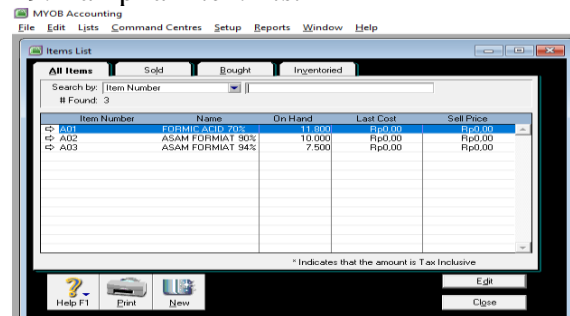 MYOB Accounting
File Edit Lists Command Centres Setup Reports Window Help
Items List
All Items Sold Bought Inventoried
Search by: Item Number
# Found: 3
Item Number Name On Hand Last Cost Sell Price
A01 FORMIC ACID 70% 11.800 Rp0,00 Rp0,00
A02 ASAM FORMIAT 90% 10.000 Rp0,00 Rp0,00
A03 ASAM FORMIAT 94% 7.500 Rp0,00 Rp0,00
* Indicates that the amount is Tax Inclusive
Help F1 Print New Edit
Close